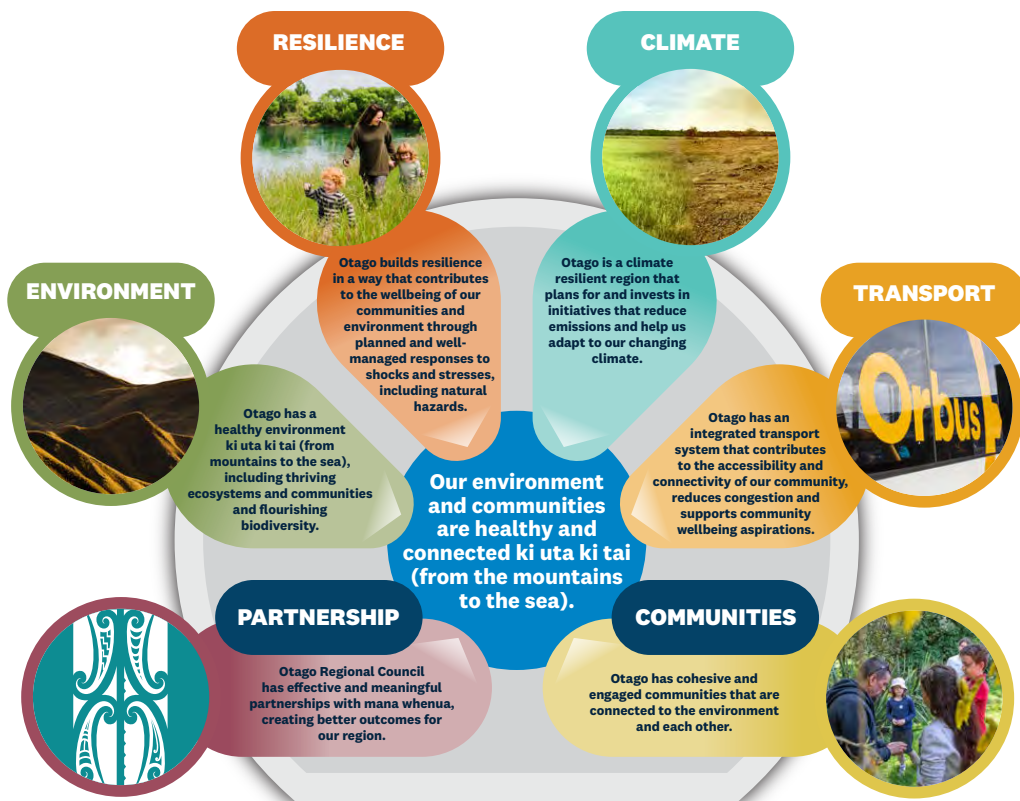 RESILIENCE
CLIMATE
ENVIRONMENT
TRANSPORT
Otago builds resilience
in a way that contributes
to the wellbeing of our
communities and
environment through
planned and well-
managed responses to
shocks and stresses,
including natural
hazards.
Otago is a climate
resilient region that
plans for and invests in
initiatives that reduce
emissions and help us
adapt to our changing
climate.
Otago has a
healthy environment
ki uta ki tai (from
mountains to the sea),
including thriving
ecosystems and communities
and flourishing
biodiversity.
Otago has an
integrated transport
system that contributes
to the accessibility and
connectivity of our community,
reduces congestion and
supports community
wellbeing aspirations.
Orbus
Our environment
and communities
are healthy and
connected ki uta ki tai
(from the mountains
to the sea).
PARTNERSHIP
COMMUNITIES
Otago Regional Council
has effective and meaningful
partnerships with mana whenua,
creating better outcomes for
our region.
Otago has cohesive and
engaged communities that are
connected to the environment
and each other.